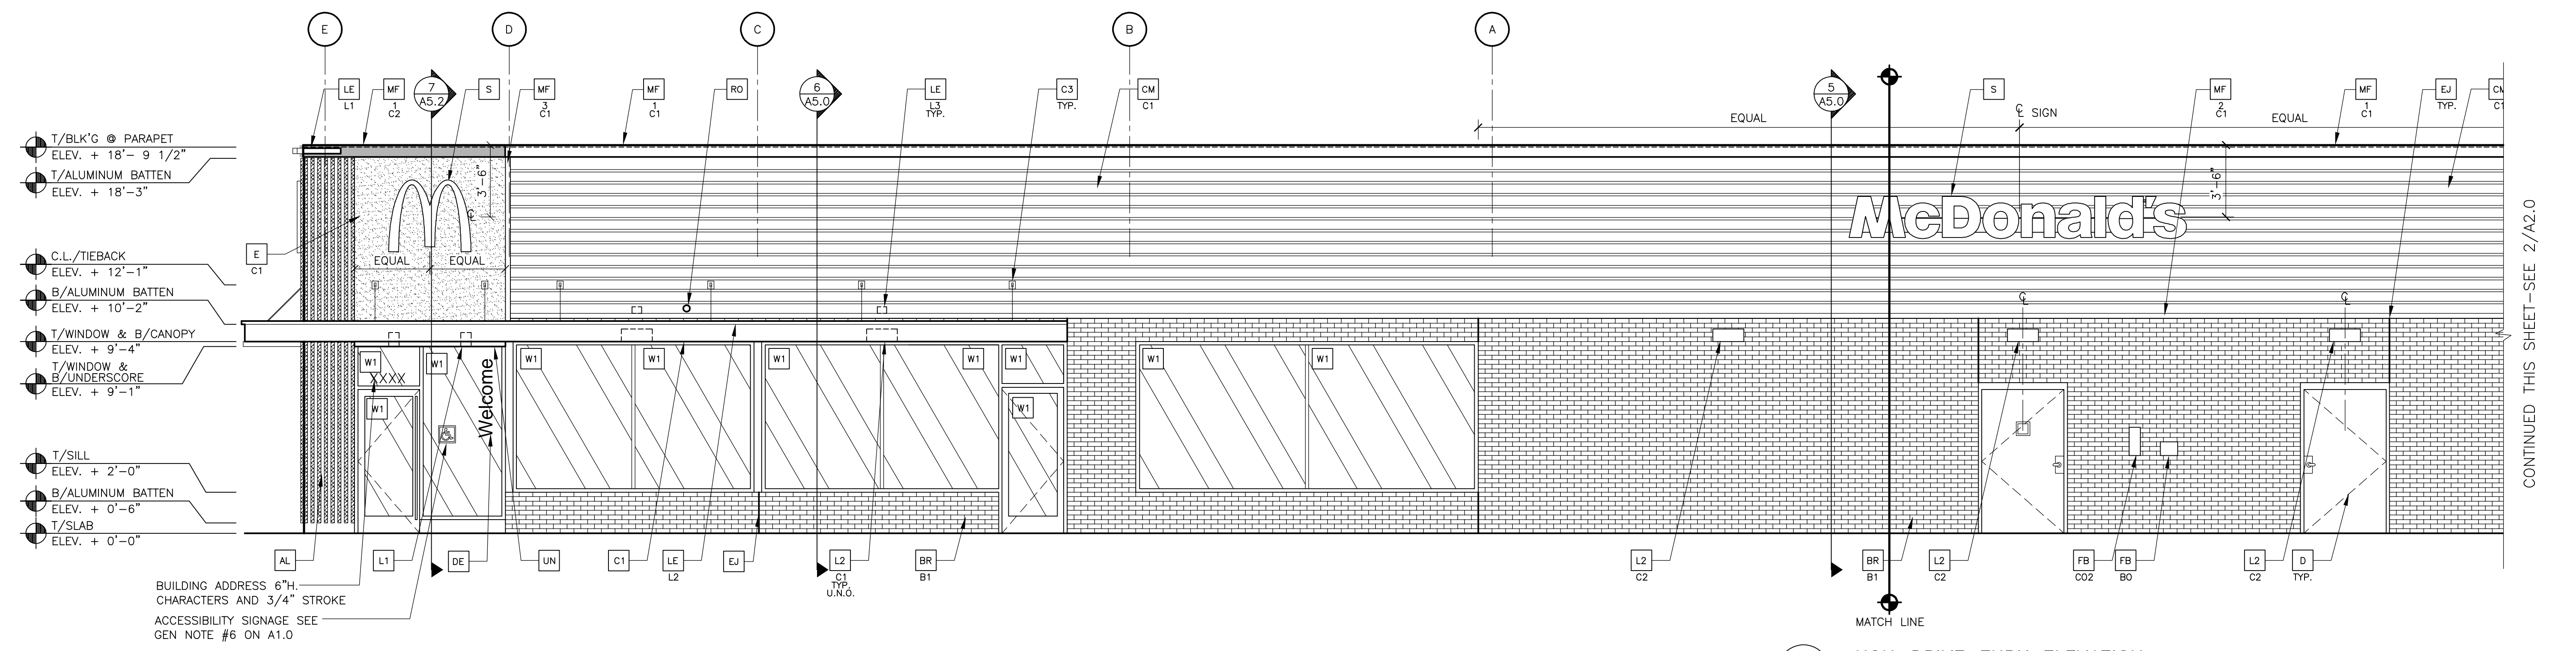 E
D
C
B
A
LE
L1
MF
1
C2
7
A5.2
S
MF
3
C1
MF
1
C1
RO
6
A5.0
LE
L3
TYP.
C3
TYP.
CM
C1
5
A5.0
S
℄ SIGN
MF
2
C1
MF
1
C1
EJ
TYP.
CM
C1
EQUAL
EQUAL
T/BLK'G @ PARAPET
ELEV. + 18'- 9 1/2"
T/ALUMINUM BATTEN
ELEV. + 18'-3"
3'-6"
℄
3'-6"
McDonald's
E
C1
EQUAL
EQUAL
C.L./TIEBACK
ELEV. + 12'-1"
B/ALUMINUM BATTEN
ELEV. + 10'-2"
℄
℄
T/WINDOW & B/CANOPY
ELEV. + 9'-4"
T/WINDOW &
B/UNDERSCORE
ELEV. + 9'-1"
W1
W1
W1
W1
W1
W1
W1
W1
W1
XXXX
W1
W1
Welcome
T/SILL
ELEV. + 2'-0"
B/ALUMINUM BATTEN
ELEV. + 0'-6"
T/SLAB
ELEV. + 0'-0"
AL
L1
DE
UN
C1
LE
L2
EJ
L2
C1
TYP.
U.N.O.
BR
B1
L2
C2
BR
B1
L2
C2
FB
CO2
FB
BO
L2
C2
D
TYP.
BUILDING ADDRESS 6"H.
CHARACTERS AND 3/4" STROKE
ACCESSIBILITY SIGNAGE SEE
GEN NOTE #6 ON A1.0
MATCH LINE
CONTINUED THIS SHEET-SEE 2/A2.0